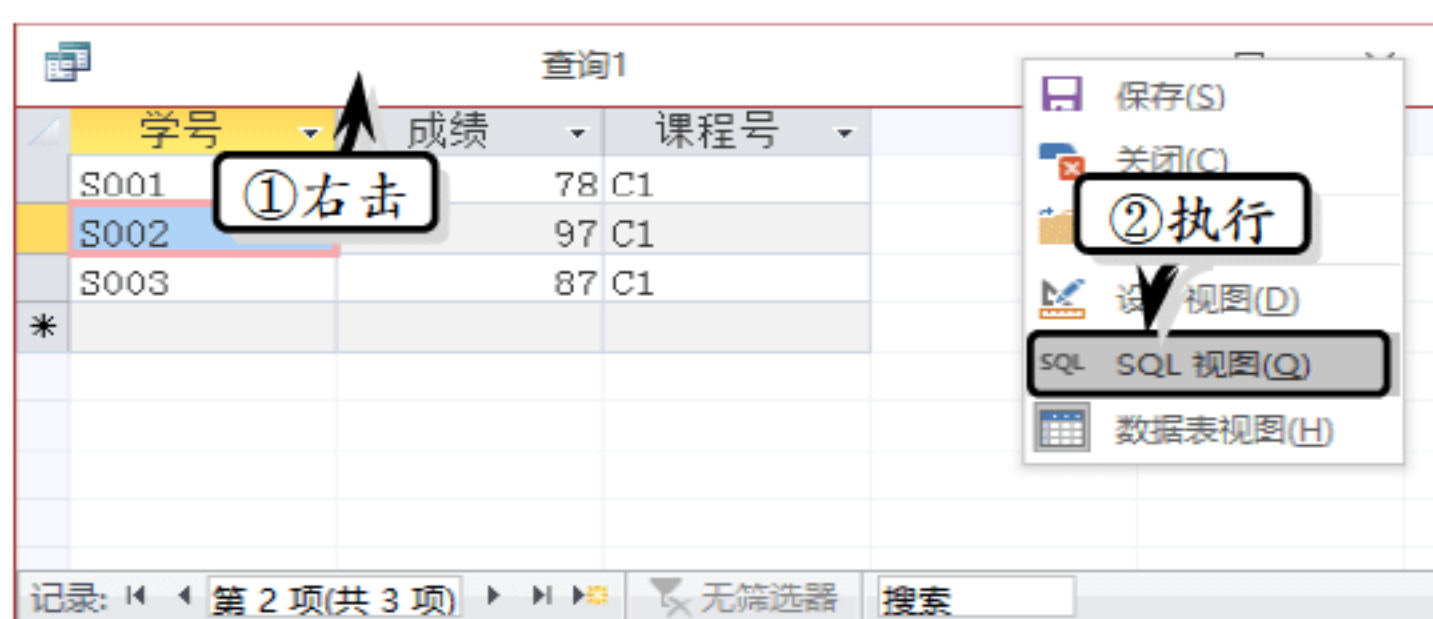 查询1
保存(S)
学号 成绩 课程号
关闭(C)
S001 78 C1
①右击
②执行
S002 97 C1
S003 87 C1
视图(D)
*
SQL SQL 视图(Q)
数据表视图(H)
记录: 第 2 项(共 3 项) 无筛选器 搜索